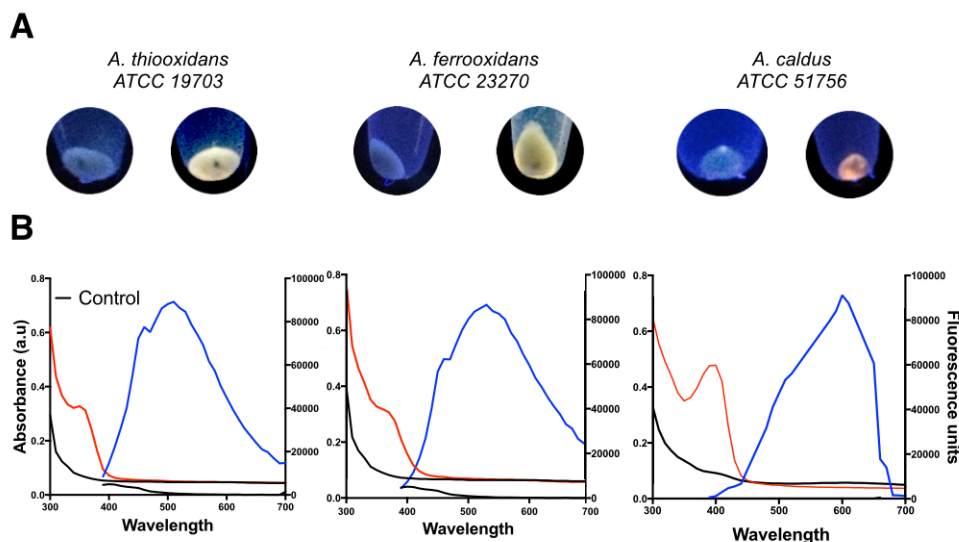 A
A. thiooxidans
ATCC 19703
A. ferrooxidans
ATCC 23270
A. caldus
ATCC 51756
B
Absorbance (a.u)
0.8
0.6
0.4
0.2
0.0
Control
100000
80000
60000
40000
20000
0
300 400 500 600 700
Wavelength
0.8
0.6
0.4
0.2
0.0
100000
80000
60000
40000
20000
0
300 400 500 600 700
Wavelength
0.8
0.6
0.4
0.2
0.0
100000
80000
60000
40000
20000
0
300 400 500 600 700
Wavelength
Fluorescence units